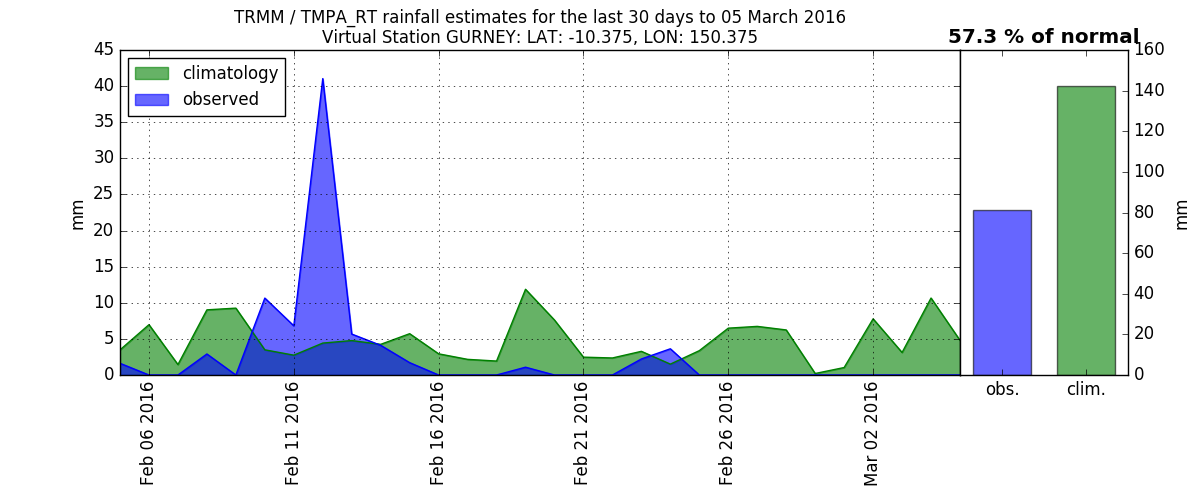 TRMM / TMPA_RT rainfall estimates for the last 30 days to 05 March 2016
Virtual Station GURNEY: LAT: -10.375, LON: 150.375
57.3 % of normal
climatology
observed
45
40
35
30
25
20
15
10
5
0
mm
Feb 06 2016
Feb 11 2016
Feb 16 2016
Feb 21 2016
Feb 26 2016
Mar 02 2016
160
140
120
100
80
60
40
20
0
mm
obs.
clim.